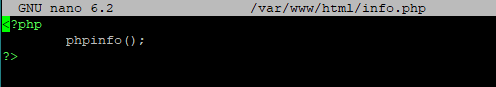 GNU nano 6.2 /var/www/html/info.php
<?php
phpinfo();
?>